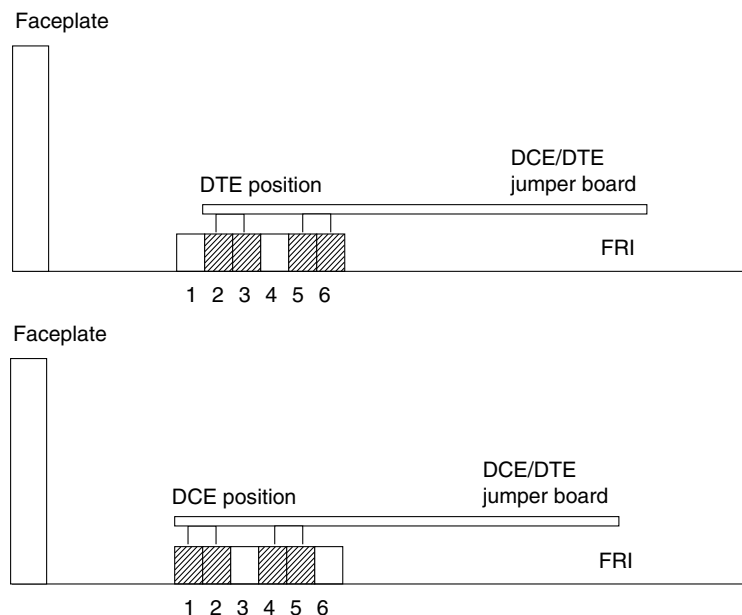 Faceplate
DCE/DTE
DTE position
jumper board
FRI
1 2 3 4 5 6
Faceplate
DCE/DTE
DCE position
jumper board
FRI
1 2 3 4 5 6